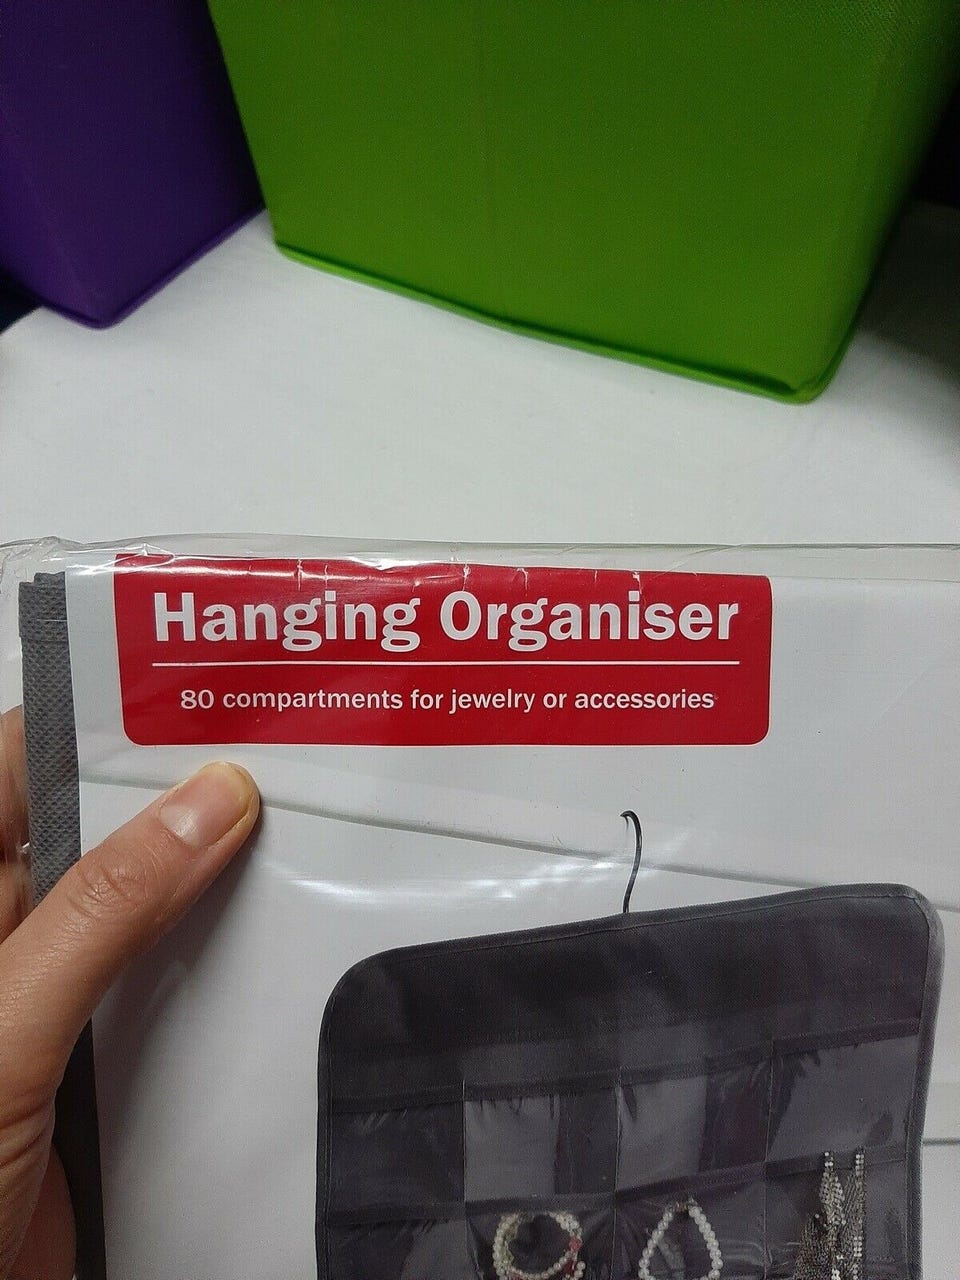 Hanging Organiser
80 compartments for jewelry or accessories